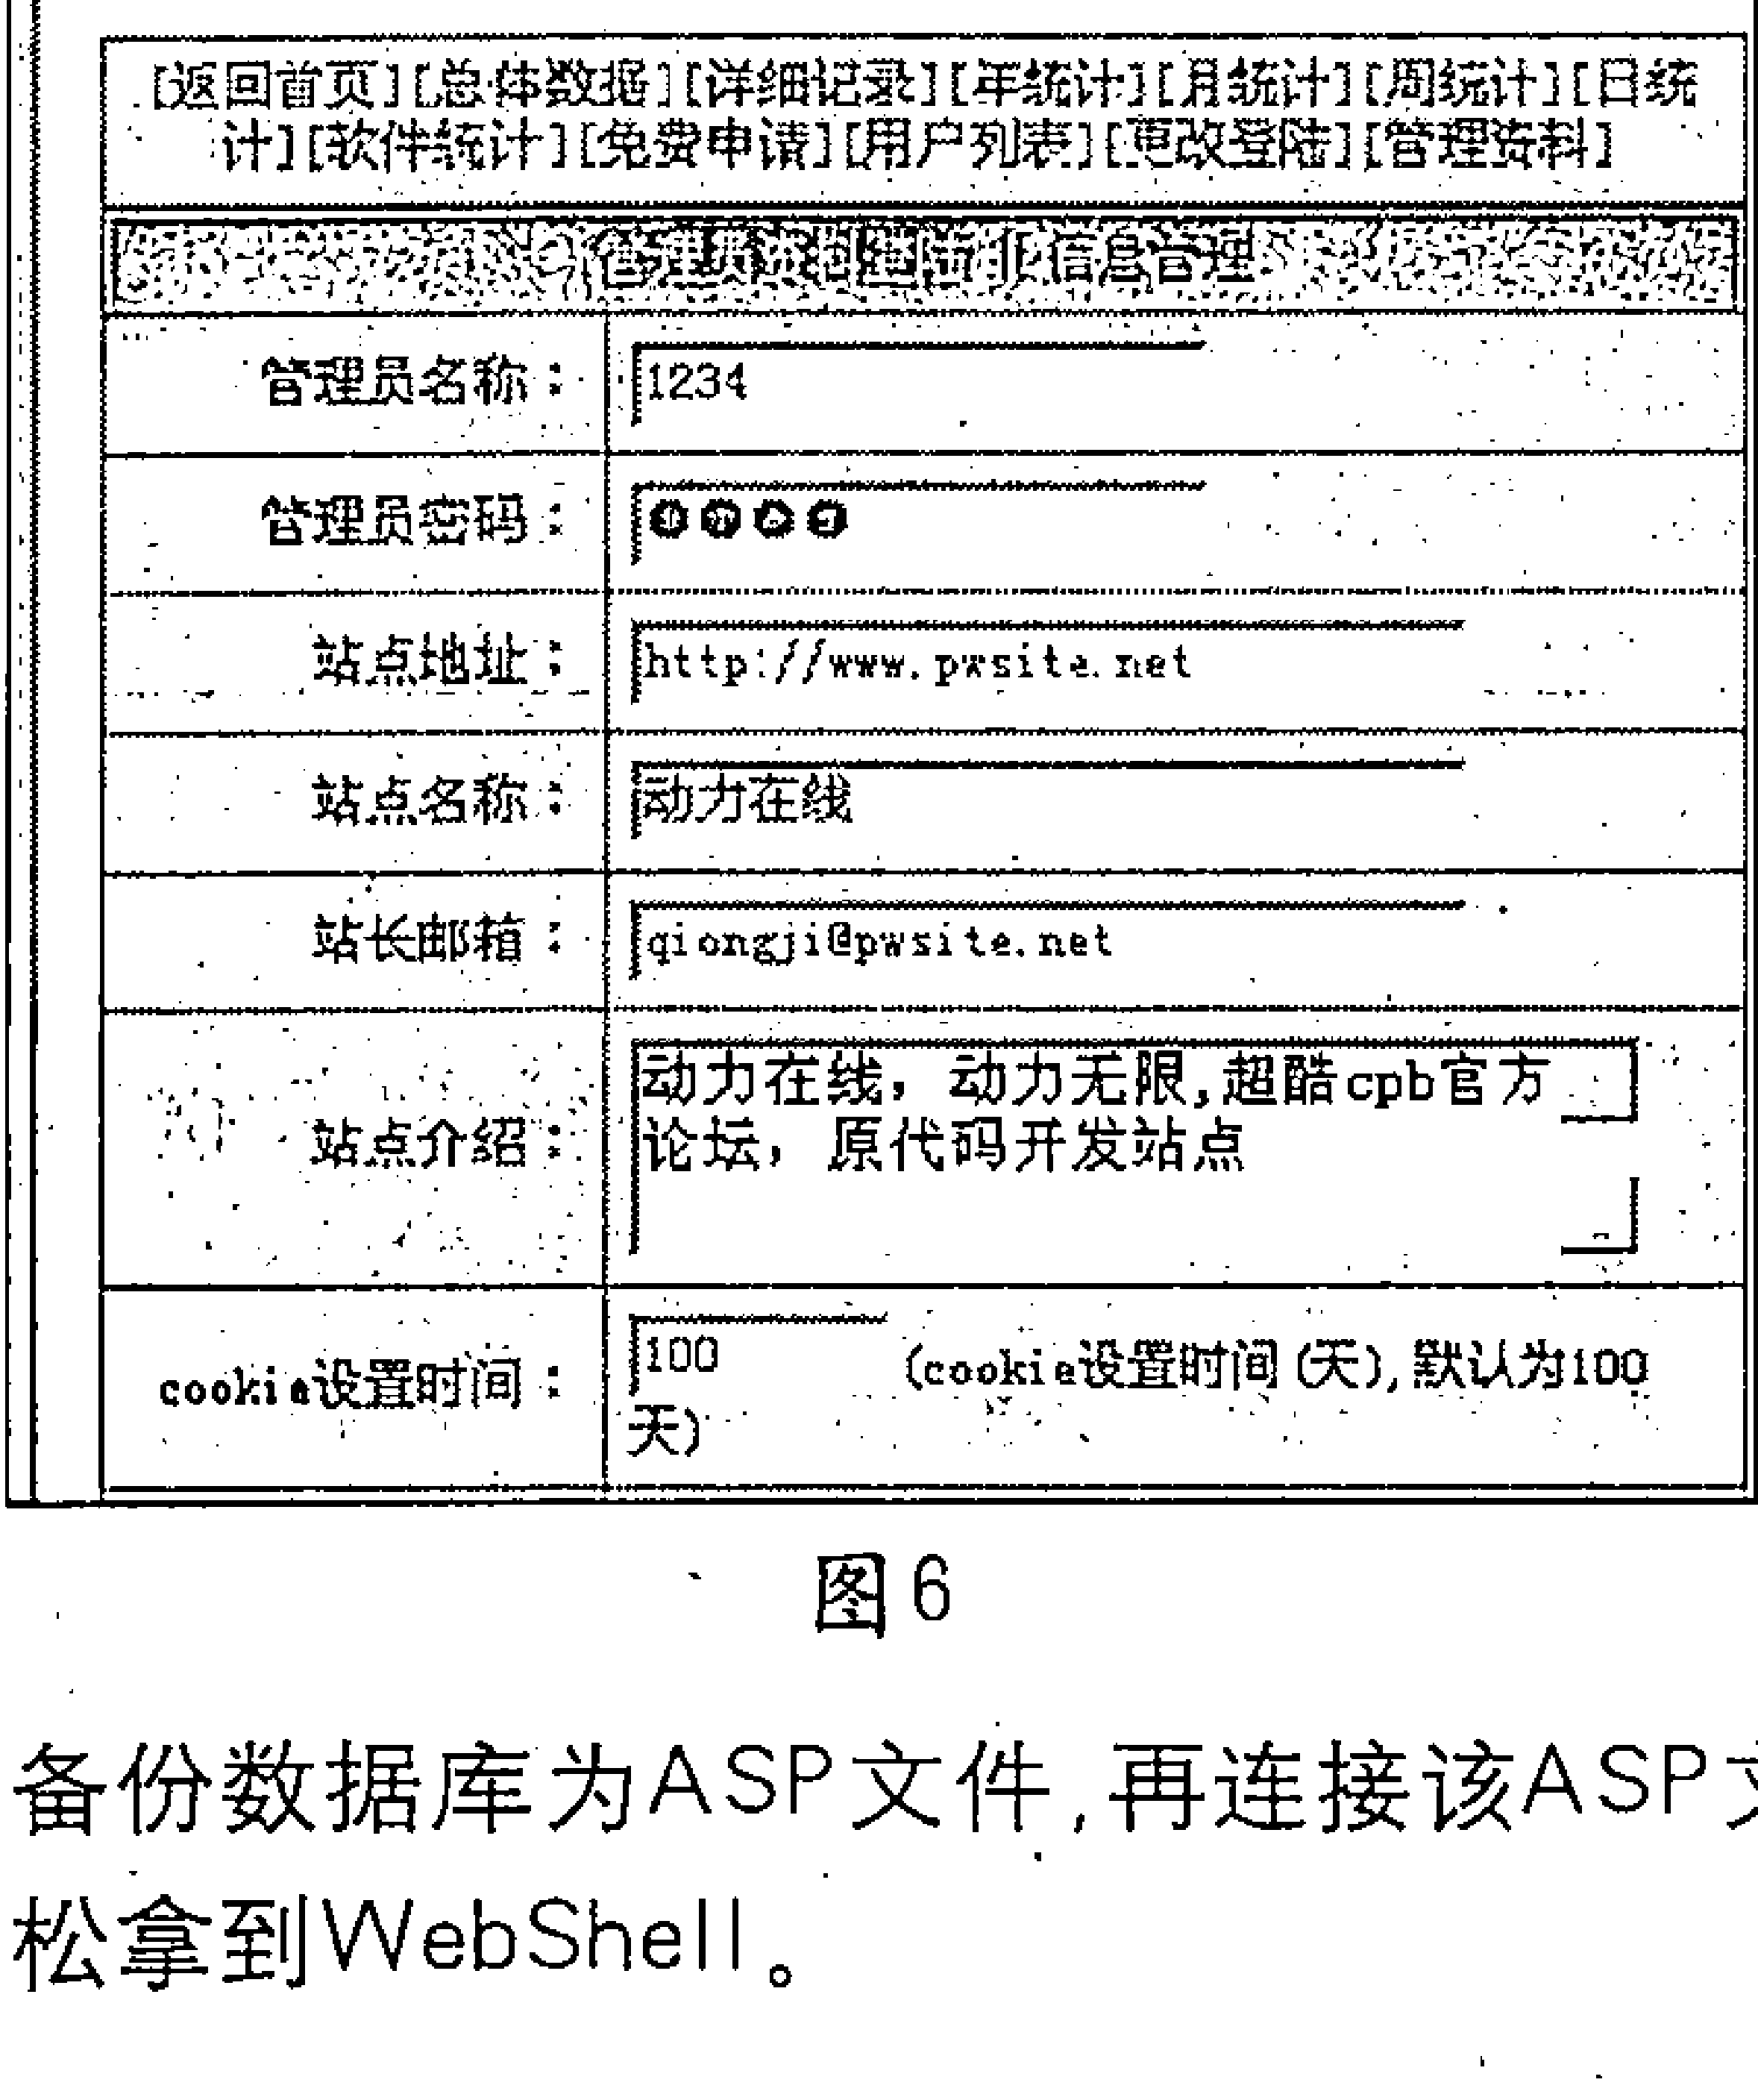 [返回首页][总体数据][详细记录][年统计][月统计][周统计][日统
计][软件统计][免费申请][用户列表][更改登陆][管理资料]
信息管理
管理员名称： 1234
管理员密码：
站点地址： http://www.pwsite.net
站点名称： 动力在线
站长邮箱： qiongji@pwsite.net
站点介绍： 动力在线，动力无限,超酷cpb官方
论坛，原代码开发站点
cookie设置时间： 100 (cookie设置时间(天),默认为100
天)
图6
备份数据库为ASP文件,再连接该ASP文
松拿到WebShell。